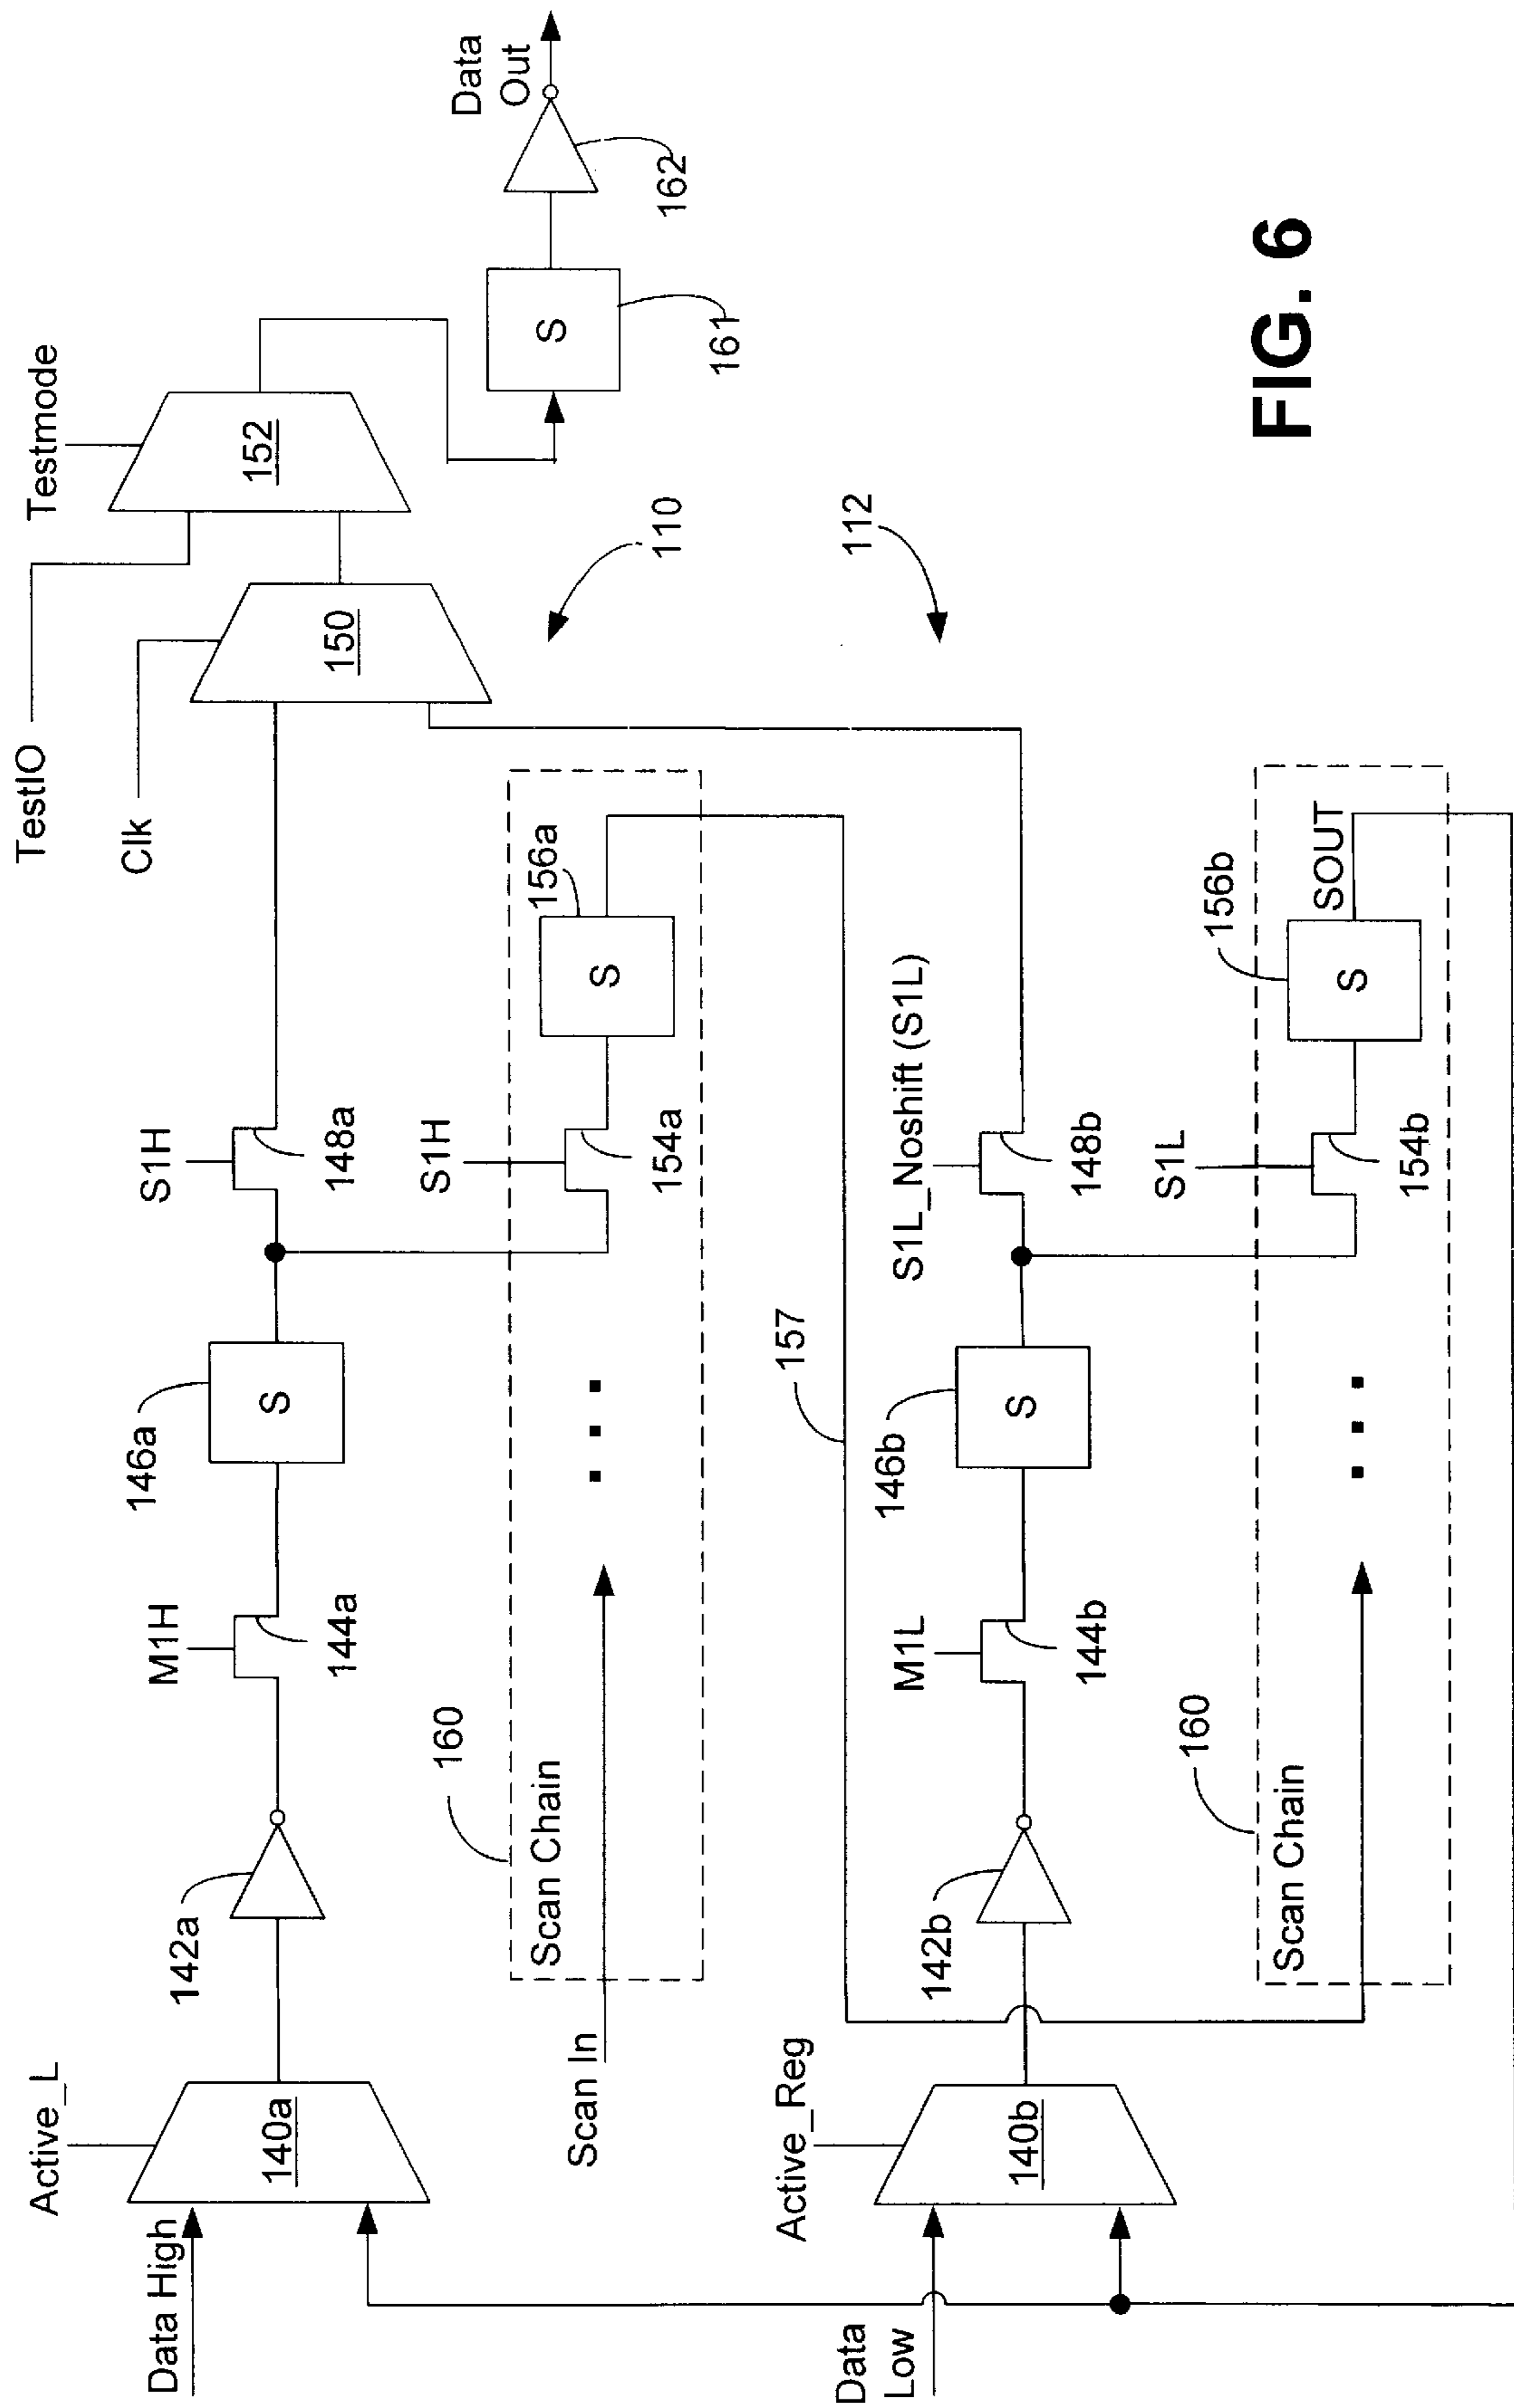 TestIO
Testmode
Clk
Active_L
Data High
140a
142a
M1H
144a
146a
S
S1H
148a
150
152
Data
Out
S
161
162
Scan In
Scan Chain
160
S1H
154a
156a
S
110
157
112
Active_Reg
Data
Low
140b
142b
M1L
144b
146b
S
S1L_Noshift (S1L)
148b
Scan Chain
160
S1L
154b
156b
S
SOUT
FIG. 6